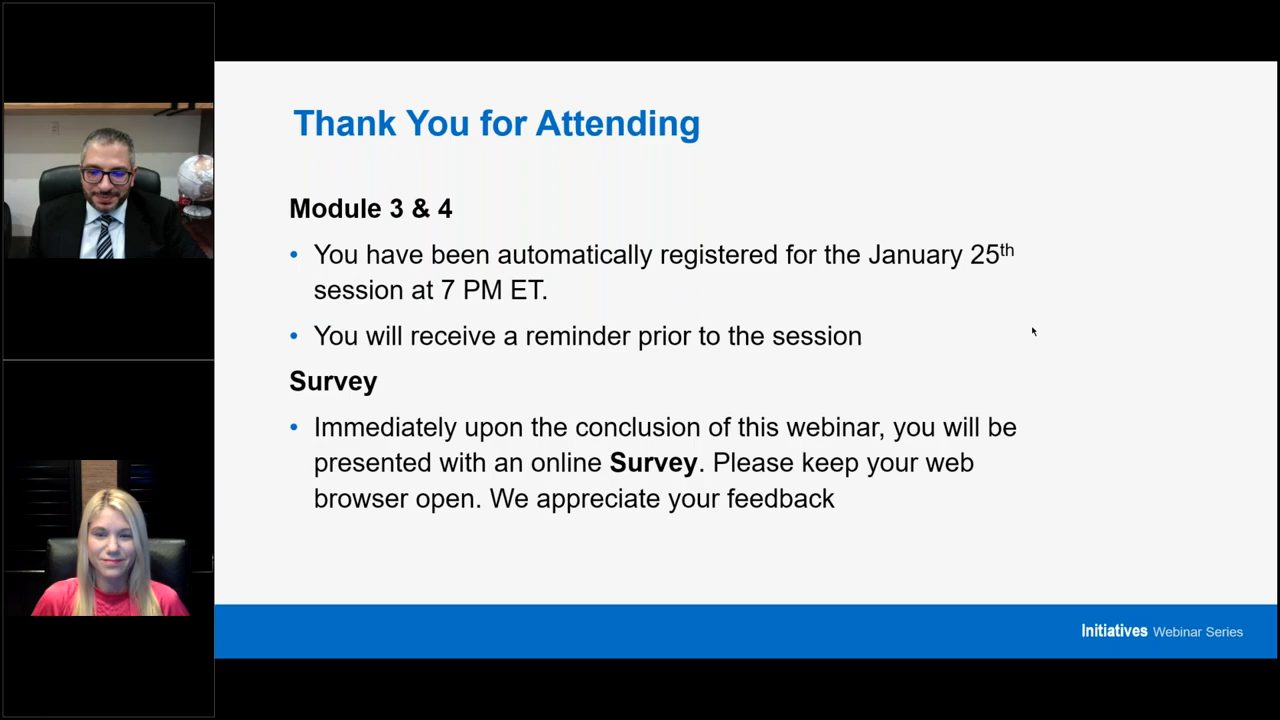 Thank You for Attending
Module 3 & 4
• You have been automatically registered for the January 25th
session at 7 PM ET.
• You will receive a reminder prior to the session
Survey
• Immediately upon the conclusion of this webinar, you will be
presented with an online Survey. Please keep your web
browser open. We appreciate your feedback
Initiatives Webinar Series